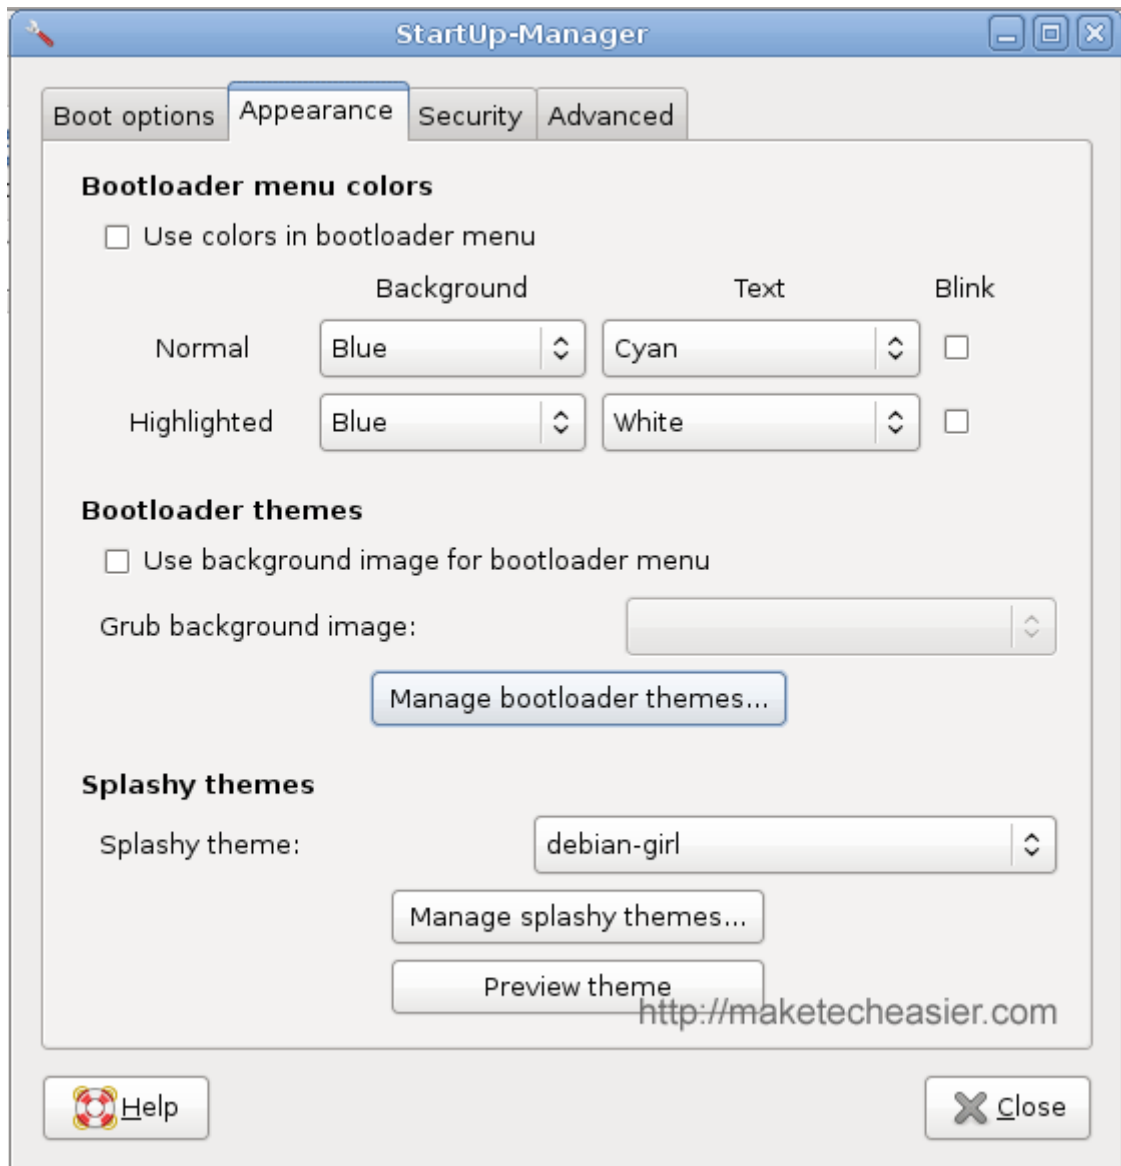 StartUp-Manager
Boot options Appearance Security Advanced
Bootloader menu colors
Use colors in bootloader menu
Background Text Blink
Normal Blue Cyan
Highlighted Blue White
Bootloader themes
Use background image for bootloader menu
Grub background image:
Manage bootloader themes...
Splashy themes
Splashy theme: debian-girl
Manage splashy themes...
Preview theme
http://maketecheasier.com
Help Close